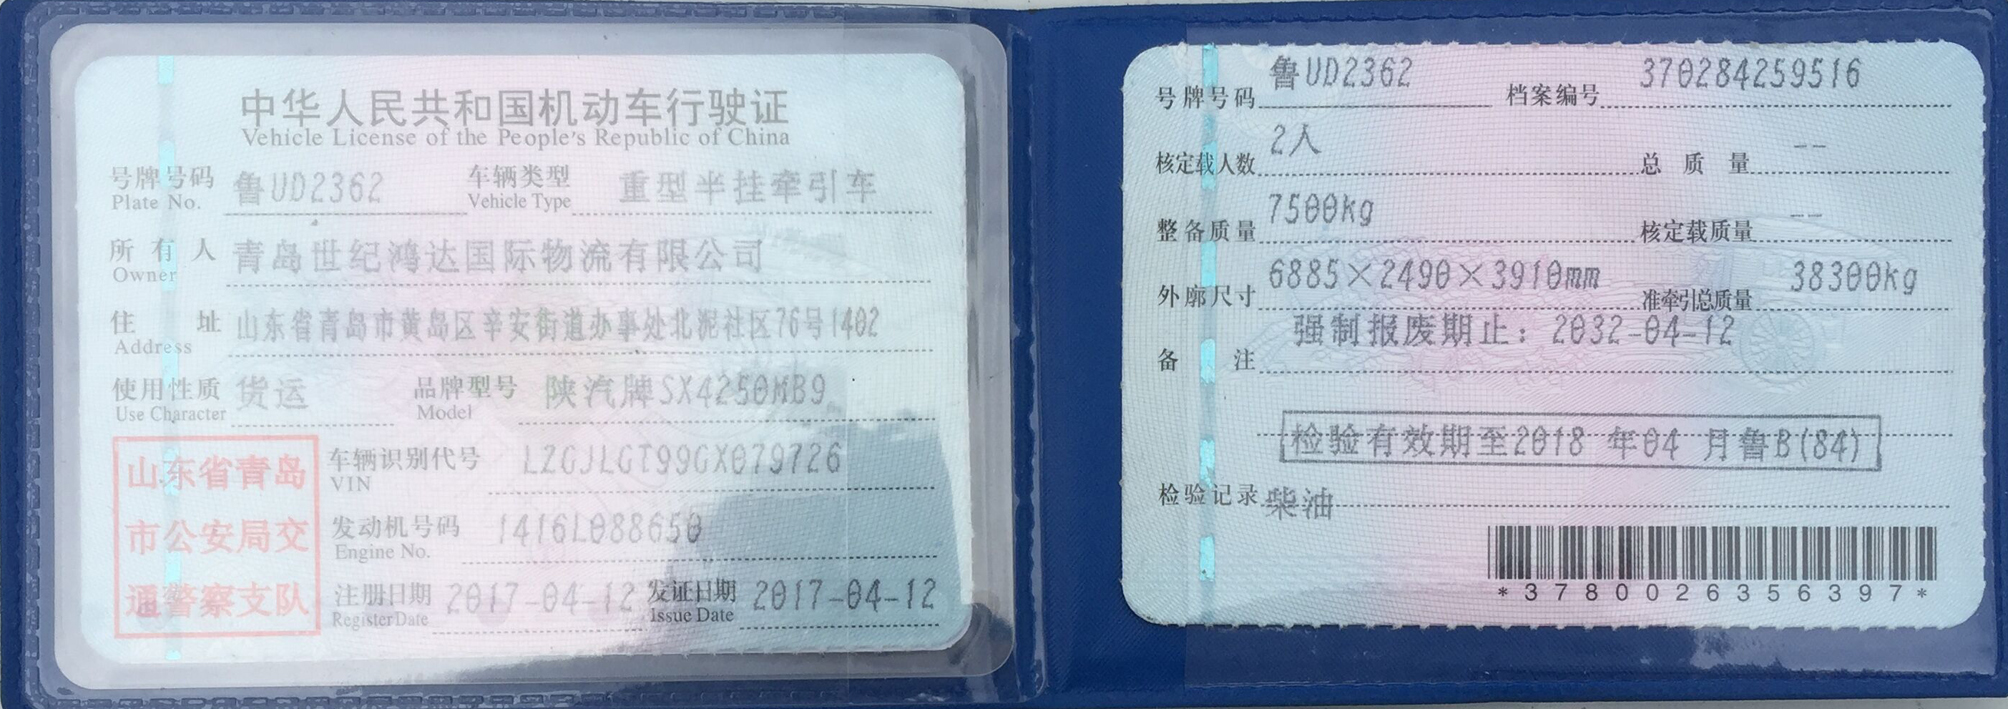 中华人民共和国机动车行驶证
Vehicle License of the People's Republic of China
号牌号码 鲁UD2362 车辆类型 重型半挂牵引车
Plate No. Vehicle Type
所有人 青岛世纪鸿达国际物流有限公司
Owner
住址 山东省青岛市黄岛区辛安街道办事处北泥社区76号1402
Address
使用性质 货运 品牌型号 陕汽牌SX4250MB9
Use Character Model
山东省青岛
市公安局交
通警察支队
车辆识别代号 LZGJLGT99GX079726
VIN
发动机号码 1416L088650
Engine No.
注册日期 2017-04-12 发证日期 2017-04-12
Register Date Issue Date
号牌号码 鲁UD2362 档案编号 370284259516
核定载人数 2人 总质量 --
整备质量 7500kg 核定载质量 --
外廓尺寸 6885×2490×3910mm 准牵引总质量 38300kg
备注 强制报废期止：2032-04-12
检验有效期至2018 年04 月鲁B(84)
检验记录 柴油
*3780026356397*